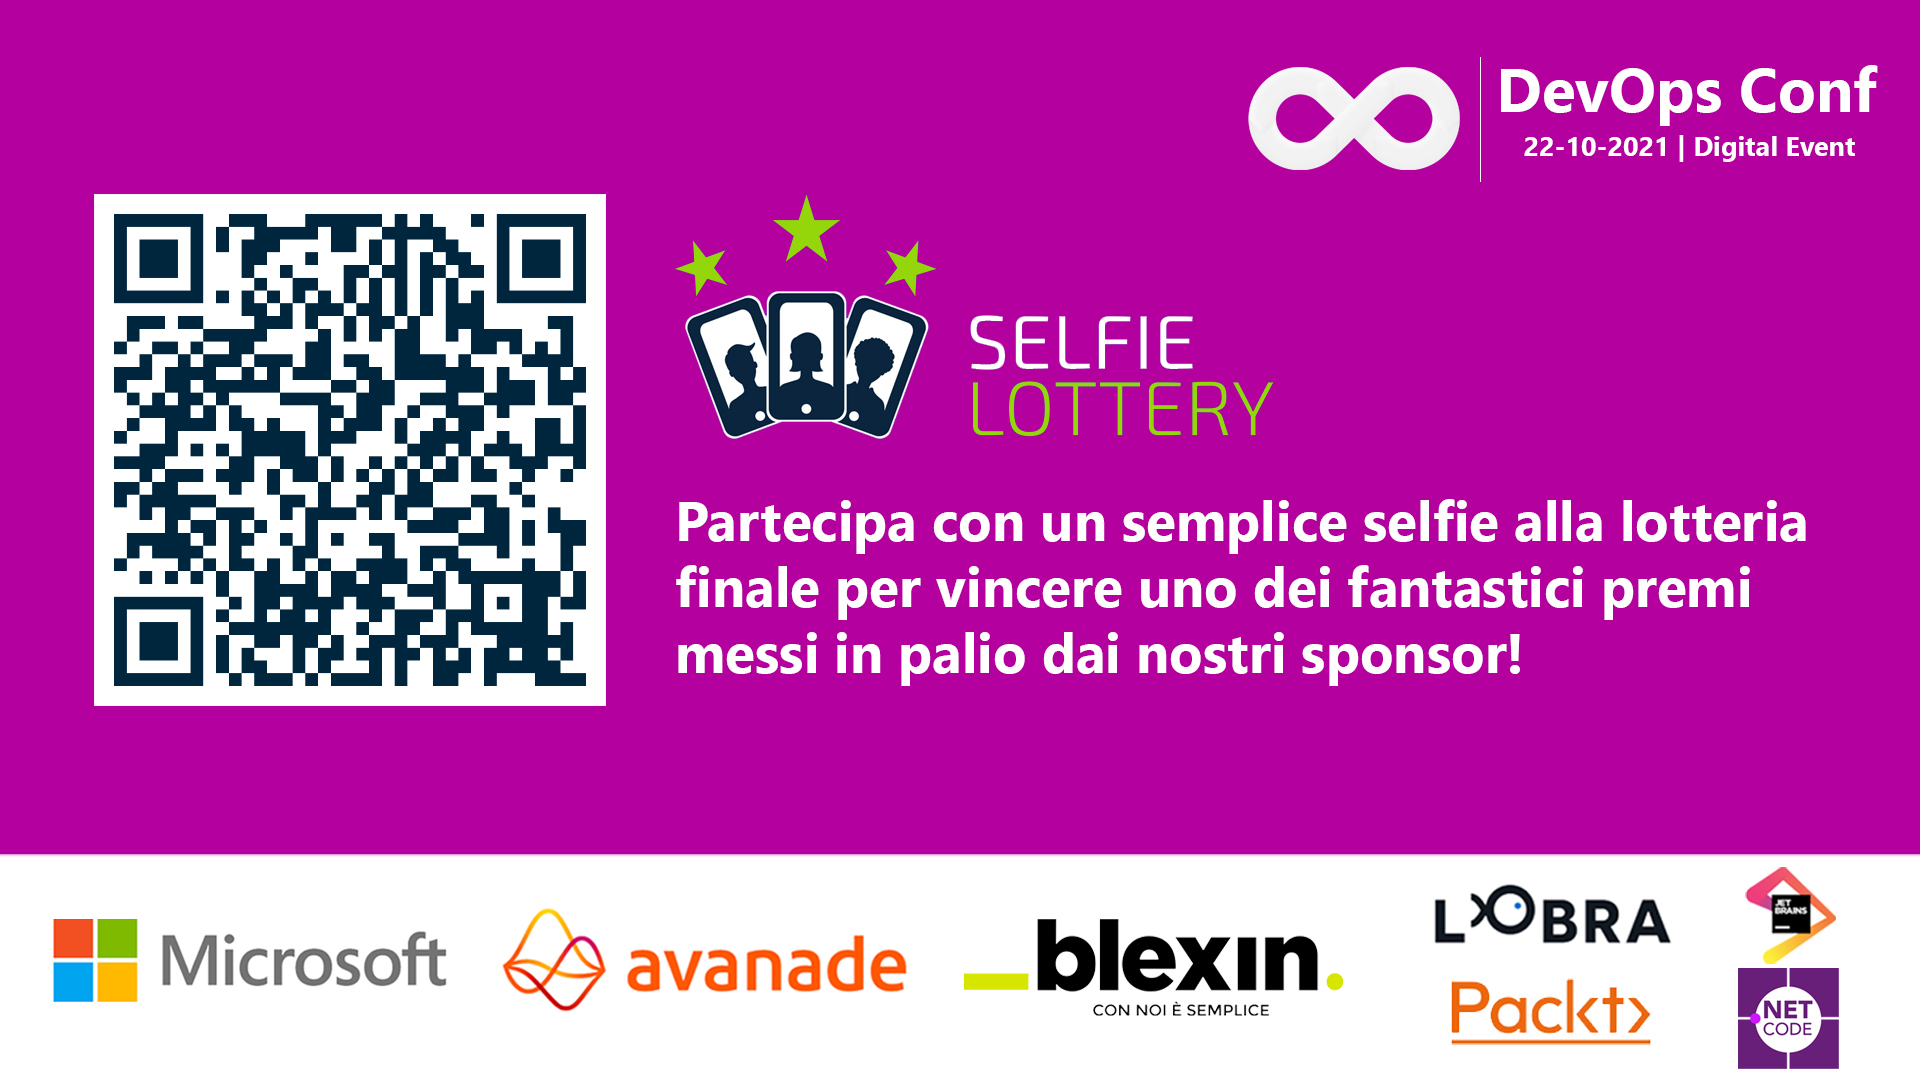 DevOps Conf
22-10-2021 | Digital Event
SELFIE
LOTTERY
Partecipa con un semplice selfie alla lotteria
finale per vincere uno dei fantastici premi
messi in palio dai nostri sponsor!
Microsoft
avanade
blexin.
CON NOI È SEMPLICE
LOBRA
Packt
JET
BRAINS
NET
CODE